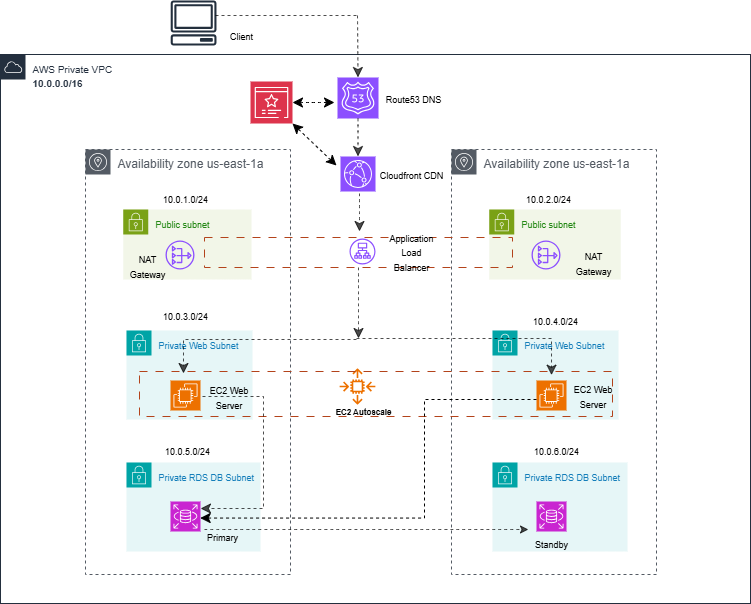 Client
AWS Private VPC
10.0.0.0/16
53
Route53 DNS
Cloudfront CDN
Availability zone us-east-1a
Availability zone us-east-1a
10.0.1.0/24
Public subnet
NAT
Gateway
Application
Load
Balancer
10.0.2.0/24
Public subnet
NAT
Gateway
10.0.3.0/24
Private Web Subnet
EC2 Web
Server
EC2 Autoscale
10.0.4.0/24
Private Web Subnet
EC2 Web
Server
10.0.5.0/24
Private RDS DB Subnet
Primary
10.0.6.0/24
Private RDS DB Subnet
Standby